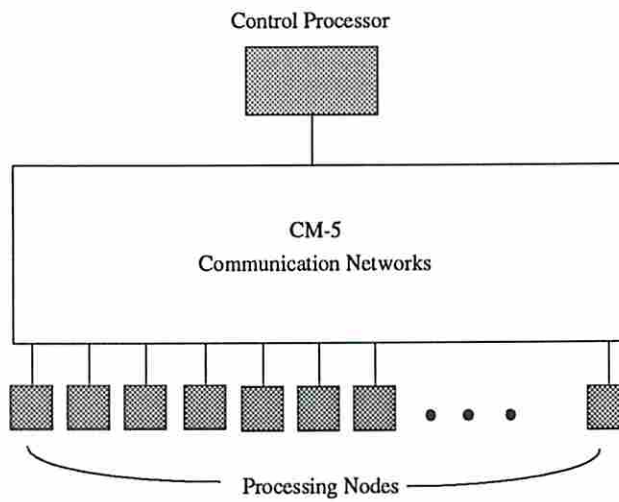 Control Processor
CM-5
Communication Networks
Processing Nodes